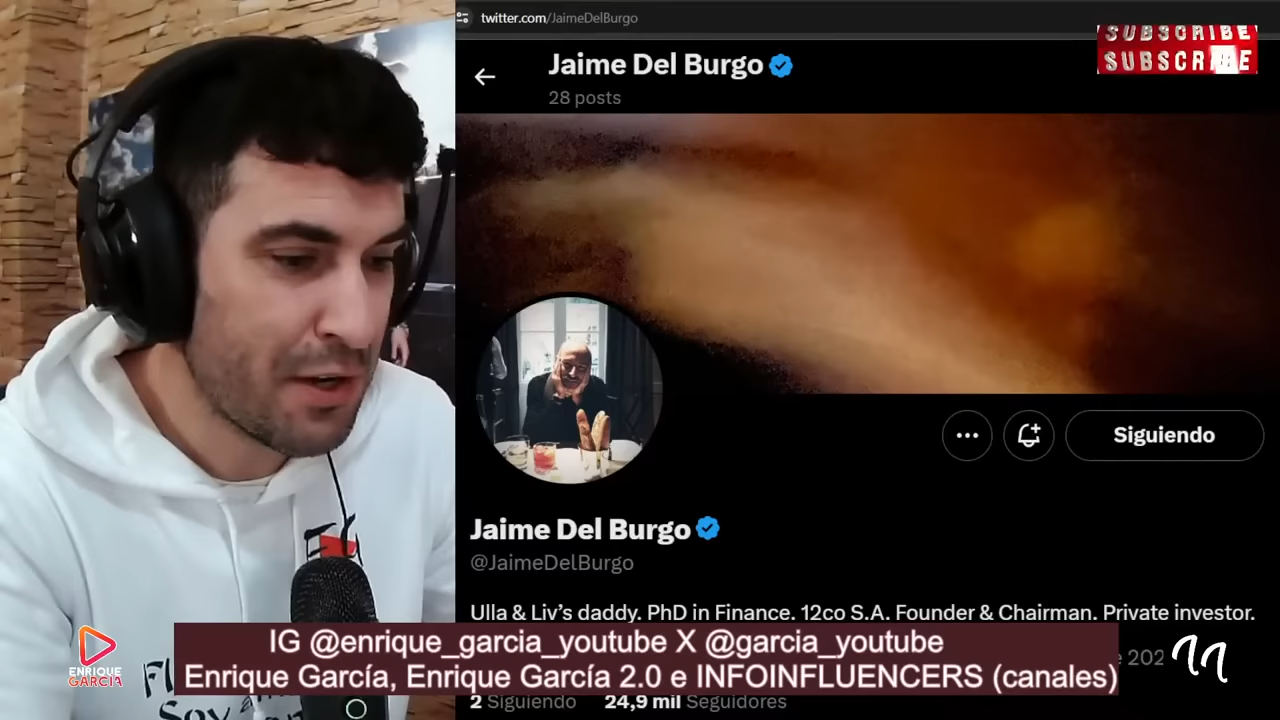 twitter.com/JaimeDelBurgo
SUBSCRIBE
Jaime Del Burgo
28 posts
Siguiendo
Jaime Del Burgo
@JaimeDelBurgo
Ulla & Liv's daddy. PhD in Finance. 12co S.A. Founder & Chairman. Private investor.
IG @enrique_garcia_youtube X @garcia_youtube
Enrique García, Enrique García 2.0 e INFOINFLUENCERS (canales)
ENRIQUE
GARCÍA
2 Siguiendo 24,9 mil Seguidores